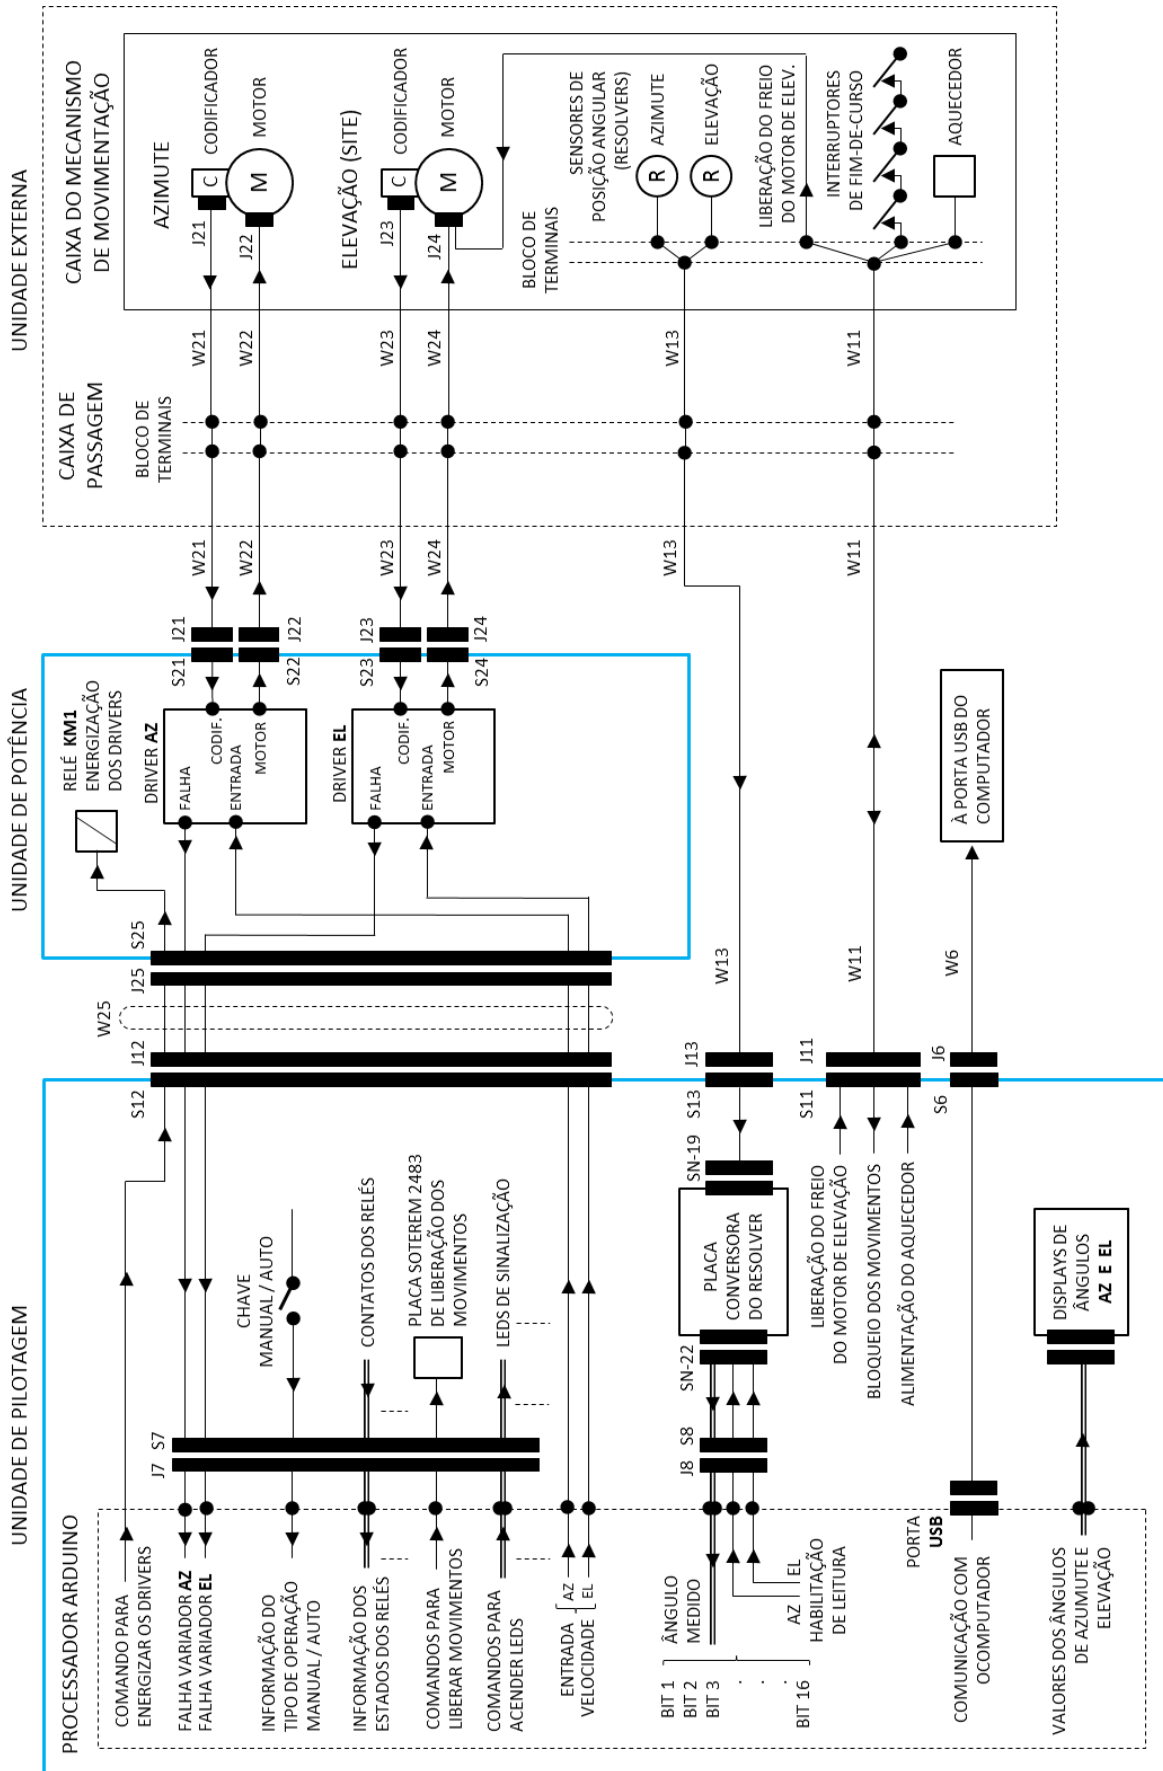 UNIDADE DE PILOTAGEM
UNIDADE DE POTÊNCIA
UNIDADE EXTERNA
PROCESSADOR ARDUINO
COMANDO PARA
ENERGIZAR OS DRIVERS
FALHA VARIADOR AZ
FALHA VARIADOR EL
INFORMAÇÃO DO
TIPO DE OPERAÇÃO
MANUAL / AUTO
INFORMAÇÃO DOS
ESTADOS DOS RELÉS
COMANDOS PARA
LIBERAR MOVIMENTOS
COMANDOS PARA
ACENDER LEDS
ENTRADA
VELOCIDADE
AZ
EL
BIT 1
BIT 2
BIT 3
.
.
.
BIT 16
ÂNGULO
MEDIDO
AZ
EL
HABILITAÇÃO
DE LEITURA
PORTA
USB
COMUNICAÇÃO COM
OCOMPUTADOR
VALORES DOS ÂNGULOS
DE AZUMUTE E
ELEVAÇÃO
J7
S7
CHAVE
MANUAL / AUTO
CONTATOS DOS RELÉS
PLACA SOTEREM 2483
DE LIBERAÇÃO DOS
MOVIMENTOS
LEDS DE SINALIZAÇÃO
J8
S8
SN-22
PLACA
CONVERSORA
DO RESOLVER
SN-19
LIBERAÇÃO DO FREIO
DO MOTOR DE ELEVAÇÃO
BLOQUEIO DOS MOVIMENTOS
ALIMENTAÇÃO DO AQUECEDOR
DISPLAYS DE
ÂNGULOS
AZ E EL
S12
J12
W25
J25
S25
S13
J13
S11
J11
S6
J6
W13
W11
W6
À PORTA USB DO
COMPUTADOR
RELÉ KM1
ENERGIZAÇÃO
DOS DRIVERS
DRIVER AZ
FALHA
CODIF.
ENTRADA
MOTOR
DRIVER EL
FALHA
CODIF.
ENTRADA
MOTOR
S21
J21
S22
J22
S23
J23
S24
J24
W21
W22
W23
W24
W13
W11
CAIXA DE
PASSAGEM
BLOCO DE
TERMINAIS
W21
W22
W23
W24
W13
W11
CAIXA DO MECANISMO
DE MOVIMENTAÇÃO
AZIMUTE
J21
J22
C
M
CODIFICADOR
MOTOR
ELEVAÇÃO (SITE)
J23
J24
C
M
CODIFICADOR
MOTOR
BLOCO DE
TERMINAIS
SENSORES DE
POSIÇÃO ANGULAR
(RESOLVERS)
R
R
AZIMUTE
ELEVAÇÃO
LIBERAÇÃO DO FREIO
DO MOTOR DE ELEV.
INTERRUPTORES
DE FIM-DE-CURSO
AQUECEDOR